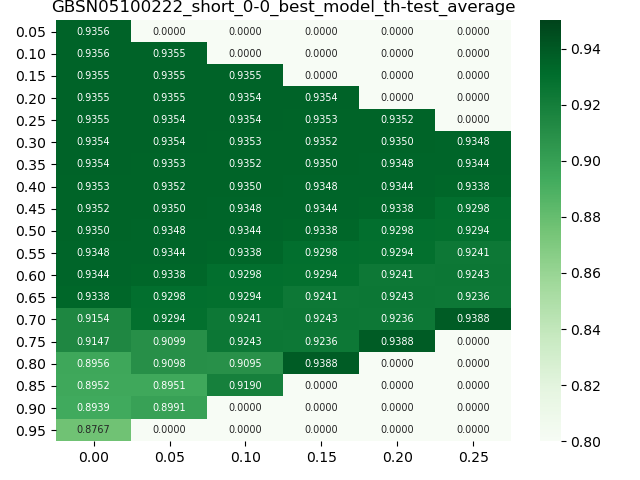 GBSN05100222_short_0-0_best_model_th-test_average
0.05 0.9356 0.0000 0.0000 0.0000 0.0000 0.0000
0.10 0.9356 0.9355 0.0000 0.0000 0.0000 0.0000
0.15 0.9355 0.9355 0.9355 0.0000 0.0000 0.0000
0.20 0.9355 0.9355 0.9354 0.9354 0.0000 0.0000
0.25 0.9355 0.9354 0.9354 0.9353 0.9352 0.0000
0.30 0.9354 0.9354 0.9353 0.9352 0.9350 0.9348
0.35 0.9354 0.9353 0.9352 0.9350 0.9348 0.9344
0.40 0.9353 0.9352 0.9350 0.9348 0.9344 0.9338
0.45 0.9352 0.9350 0.9348 0.9344 0.9338 0.9298
0.50 0.9350 0.9348 0.9344 0.9338 0.9298 0.9294
0.55 0.9348 0.9344 0.9338 0.9298 0.9294 0.9241
0.60 0.9344 0.9338 0.9298 0.9294 0.9241 0.9243
0.65 0.9338 0.9298 0.9294 0.9241 0.9243 0.9236
0.70 0.9154 0.9294 0.9241 0.9243 0.9236 0.9388
0.75 0.9147 0.9099 0.9243 0.9236 0.9388 0.0000
0.80 0.8956 0.9098 0.9095 0.9388 0.0000 0.0000
0.85 0.8952 0.8951 0.9190 0.0000 0.0000 0.0000
0.90 0.8939 0.8991 0.0000 0.0000 0.0000 0.0000
0.95 0.8767 0.0000 0.0000 0.0000 0.0000 0.0000
0.00 0.05 0.10 0.15 0.20 0.25
0.94
0.92
0.90
0.88
0.86
0.84
0.82
0.80